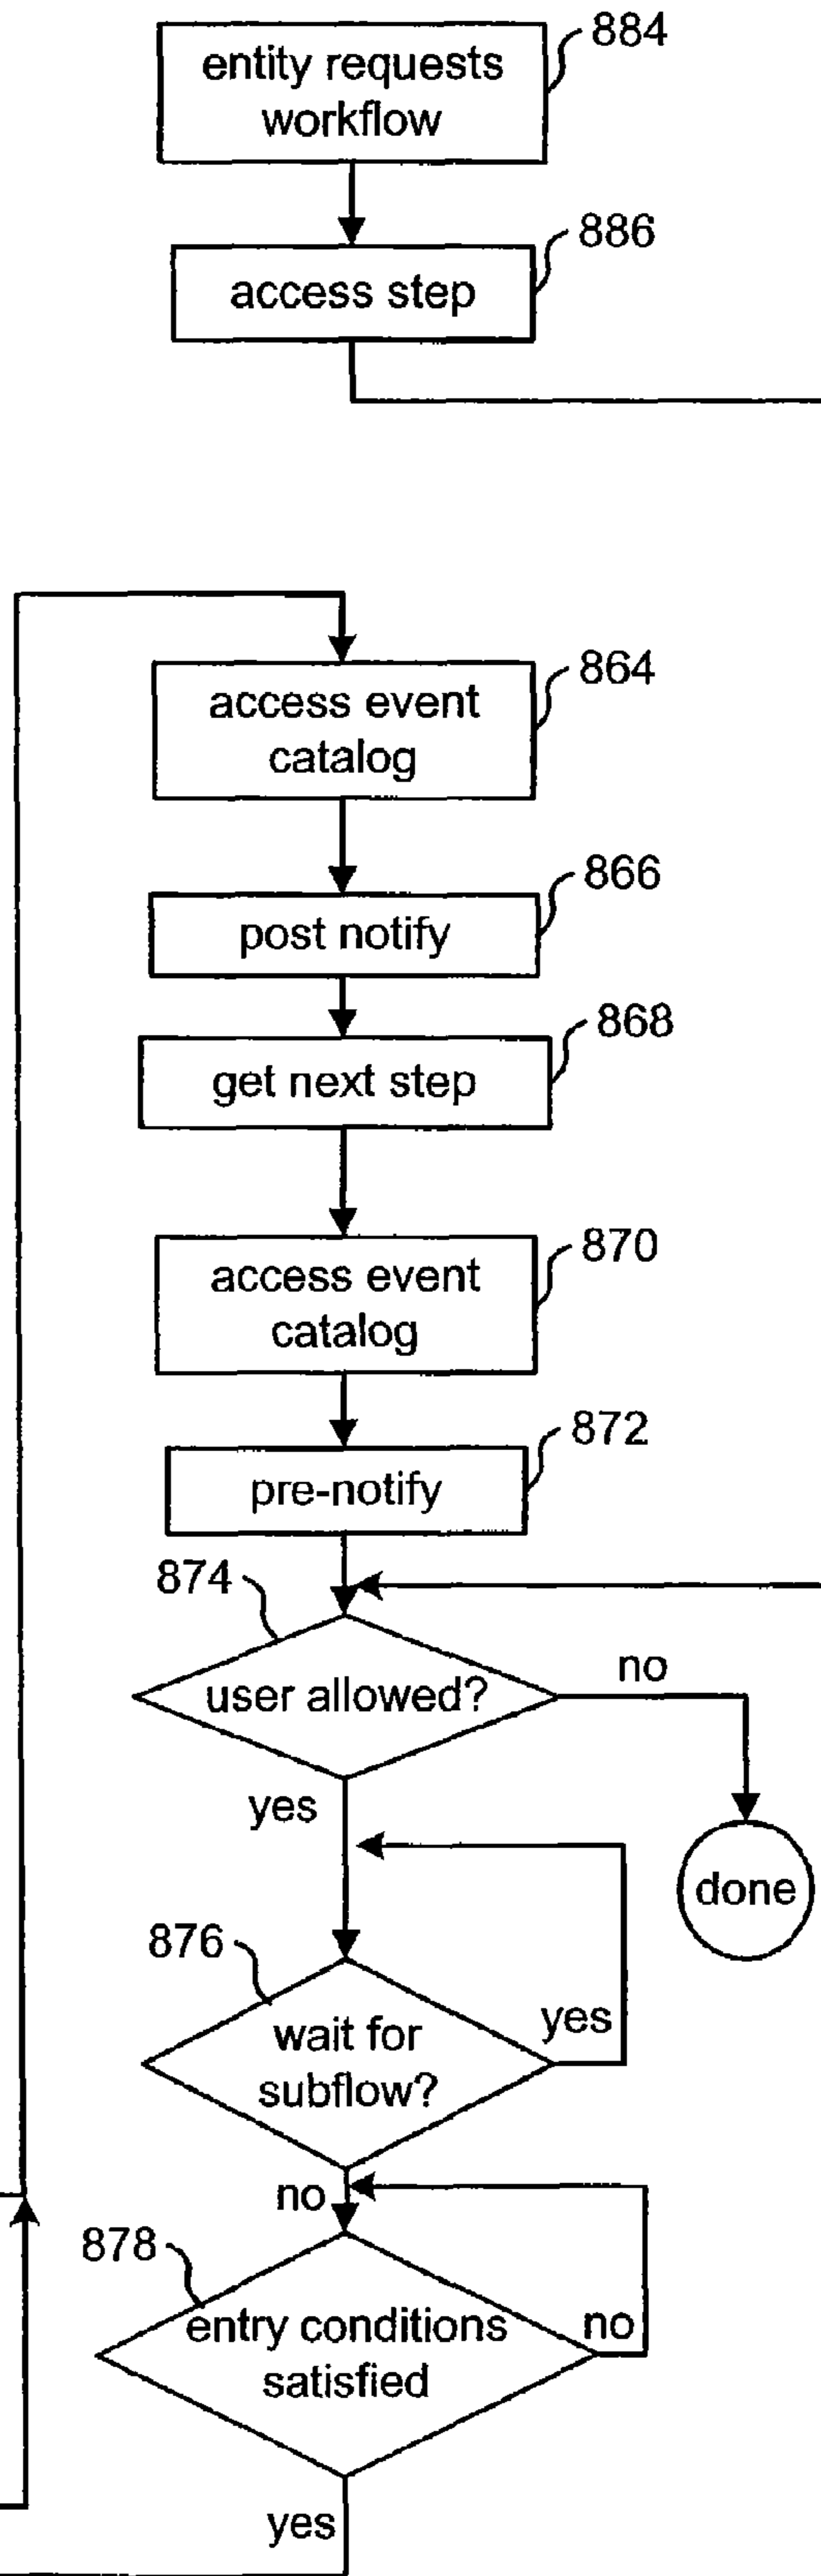 884
entity requests
workflow
886
access step
864
access event
catalog
866
post notify
868
get next step
870
access event
catalog
872
pre-notify
874
user allowed?
no
yes
done
876
wait for
subflow?
yes
no
878
entry conditions
satisfied
no
yes